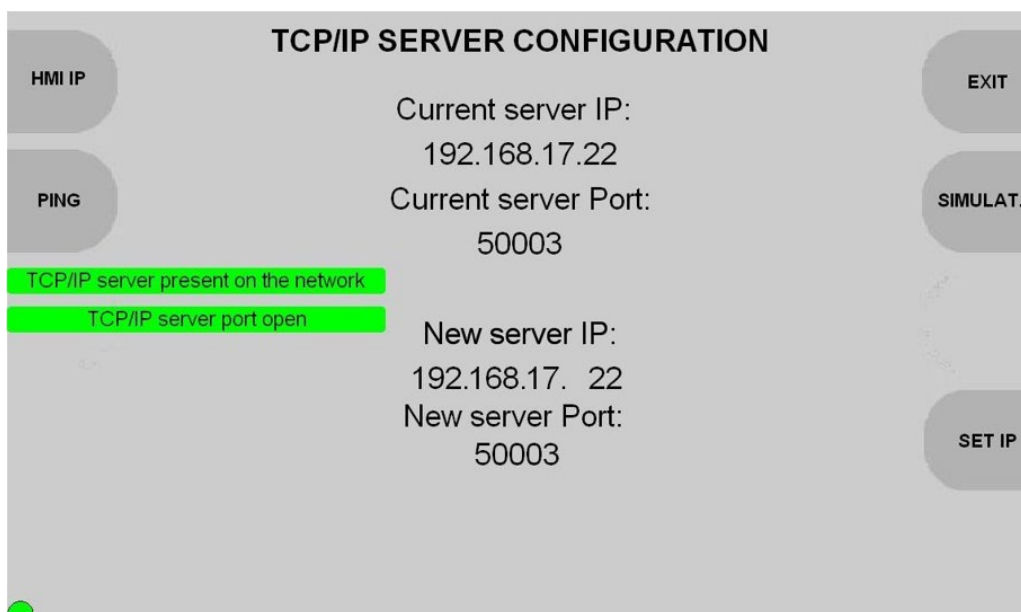 TCP/IP SERVER CONFIGURATION
HMI IP
EXIT
Current server IP:
192.168.17.22
PING
Current server Port:
SIMULAT.
50003
TCP/IP server present on the network
TCP/IP server port open
New server IP:
192.168.17. 22
New server Port:
50003
SET IP